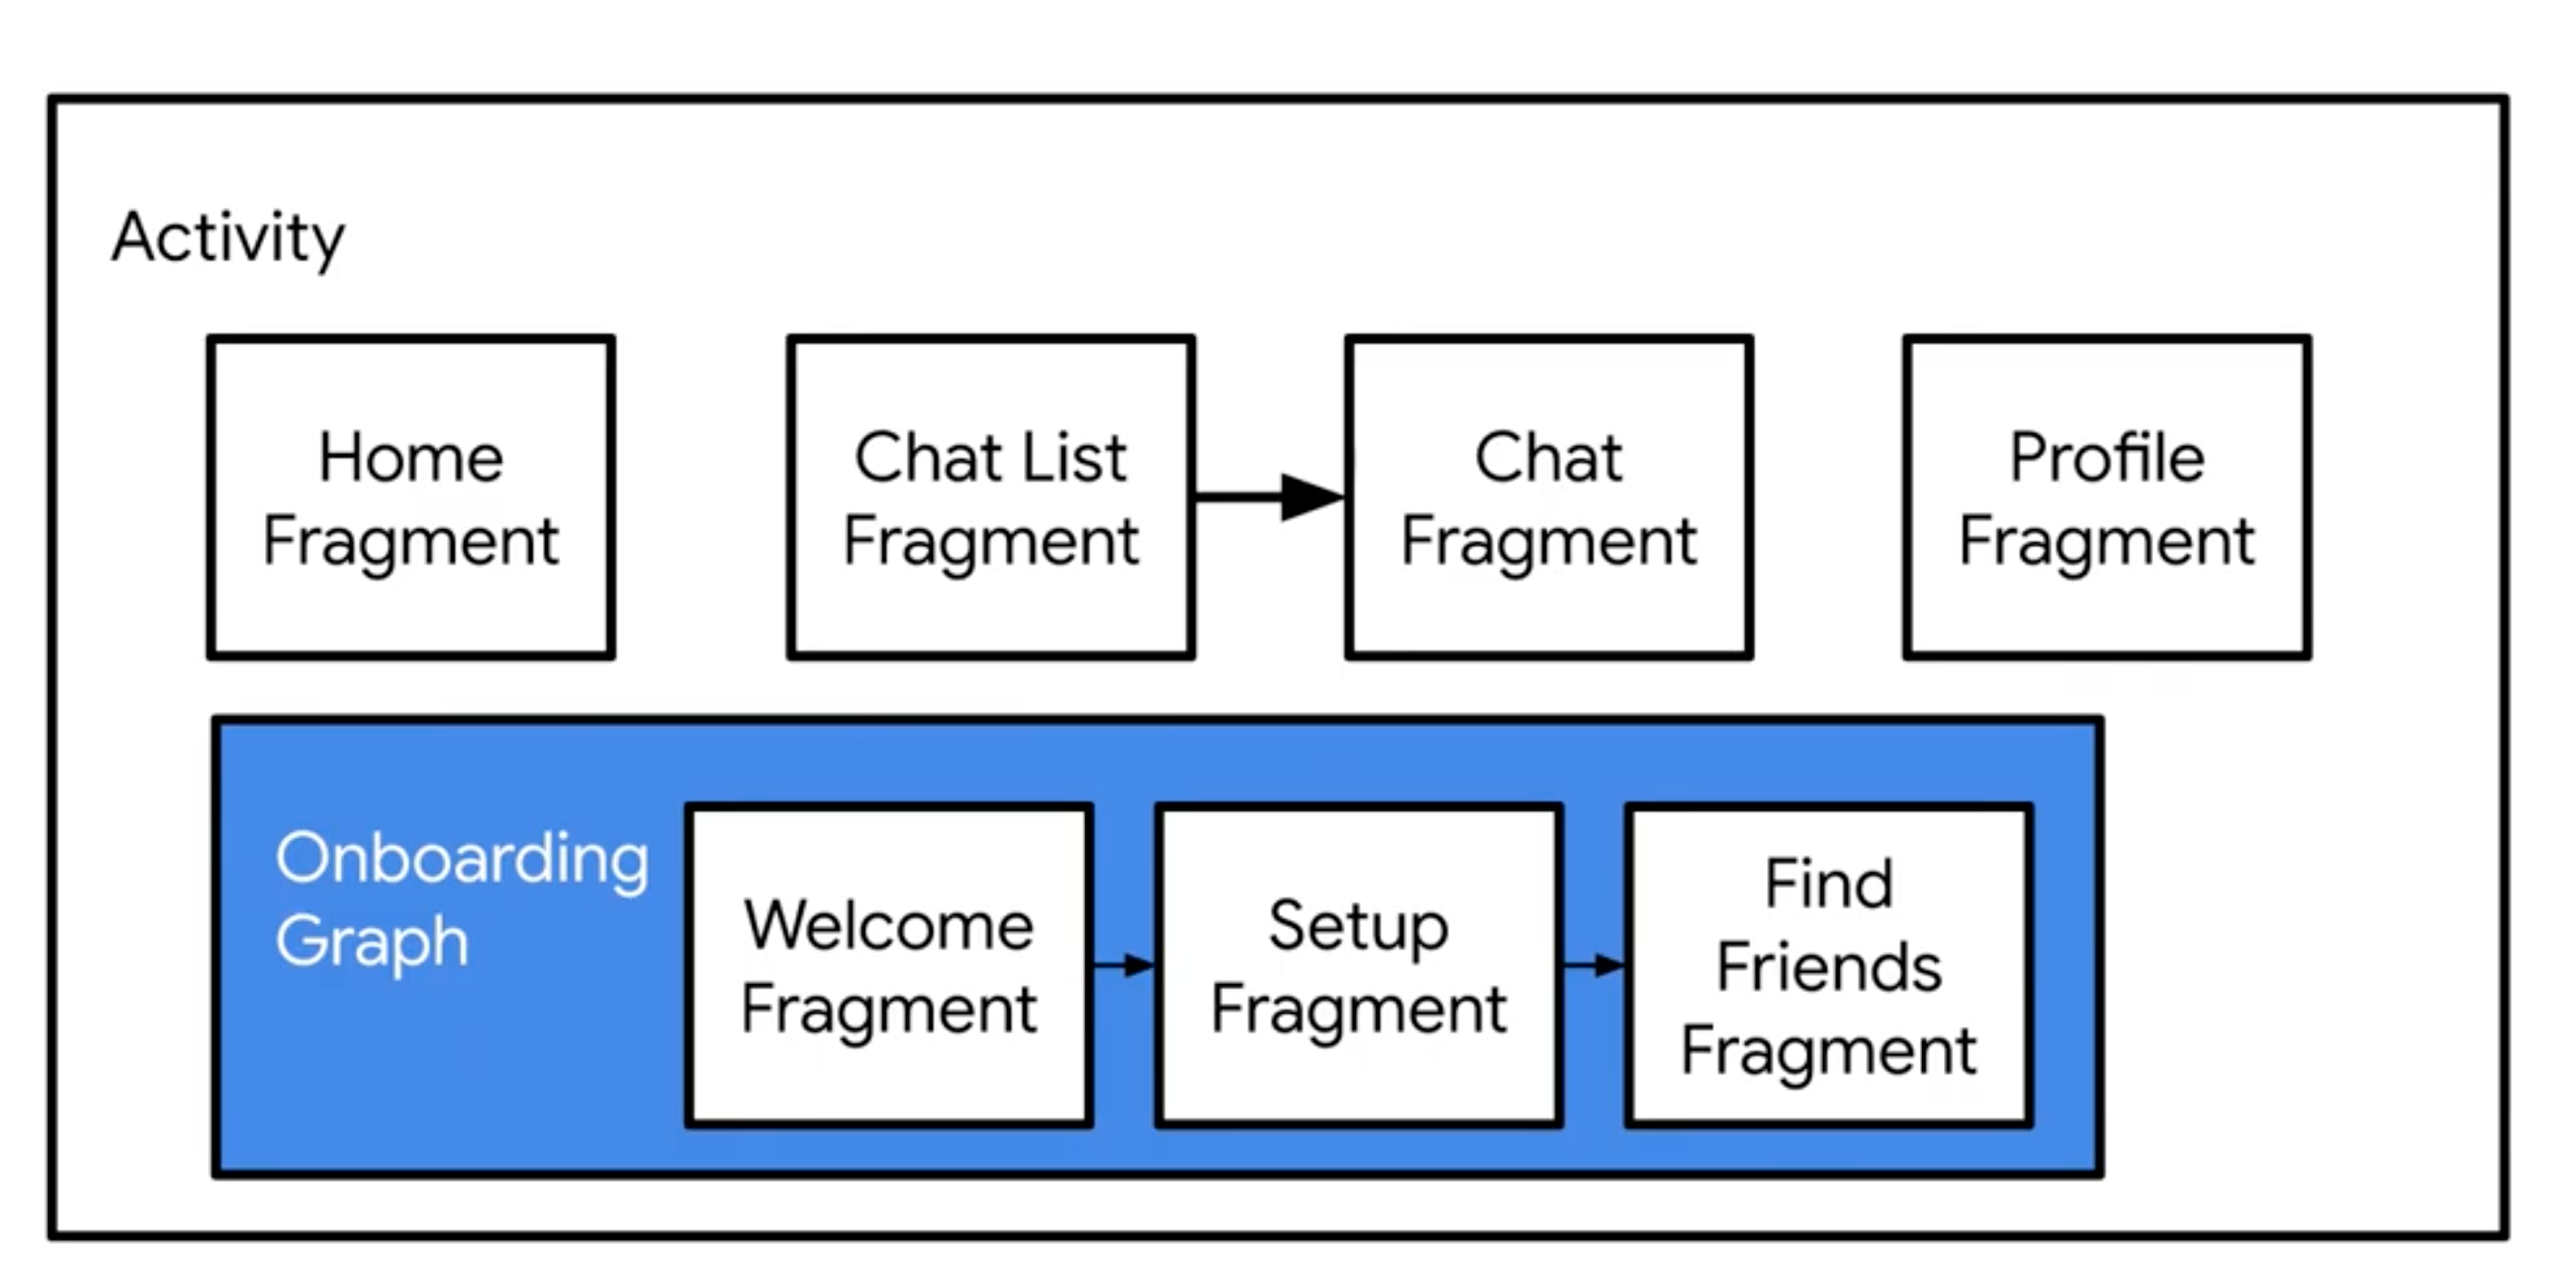 Activity
Home
Fragment
Chat List
Fragment
Chat
Fragment
Profile
Fragment
Onboarding
Graph
Welcome
Fragment
Setup
Fragment
Find
Friends
Fragment